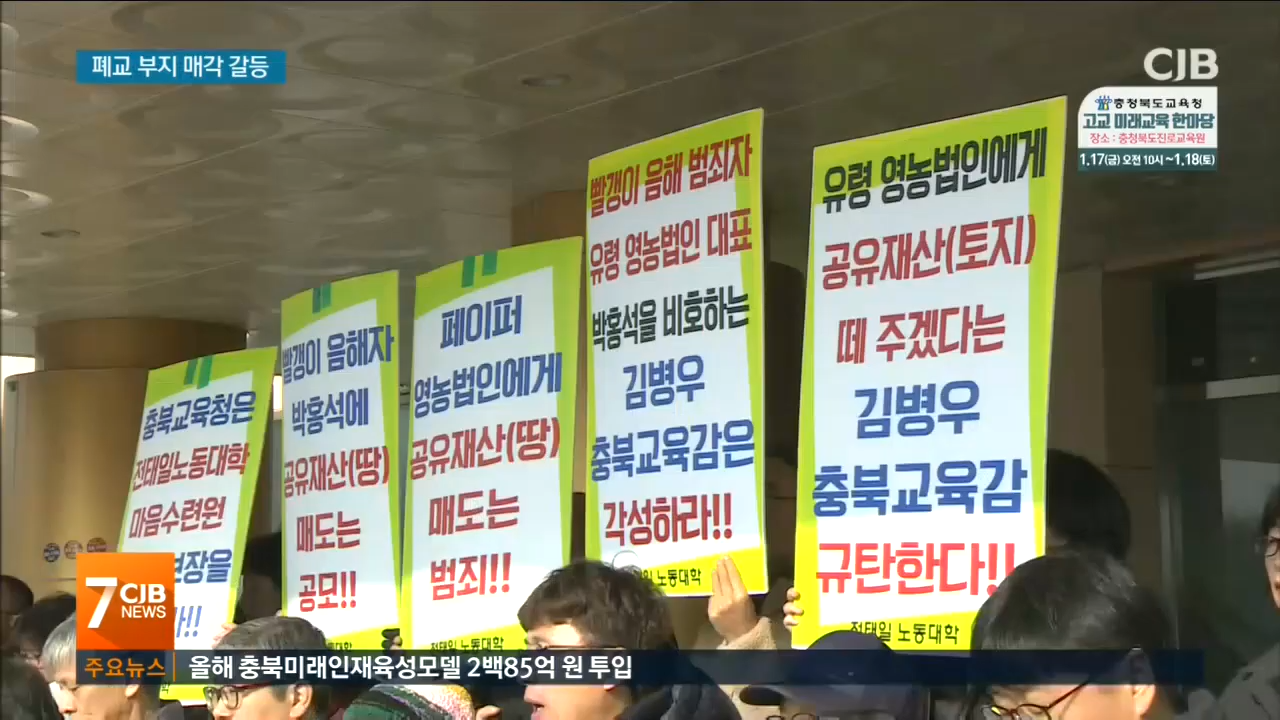 폐교 부지 매각 갈등
CJB
충청북도교육청
고교 미래교육 한마당
장소 : 충청북도진로교육원
1.17(금) 오전 10시 ~1.18(토)
충북교육청은
전태일노동대학
마음수련원
현장을
빨갱이 음해자
박홍석에
공유재산(땅)
매도는
공모!!
페이퍼
영농법인에게
공유재산(땅)
매도는
범죄!!
빨갱이 음해 범죄자
유령 영농법인 대표
박홍석을 비호하는
김병우
충북교육감은
각성하라!!
노동대학
유령 영농법인에게
공유재산(토지)
떼 주겠다는
김병우
충북교육감
규탄한다!!
전태일 노동대학
전태일 노동대학
7 CJB
NEWS
주요뉴스
올해 충북미래인재육성모델 2백85억 원 투입